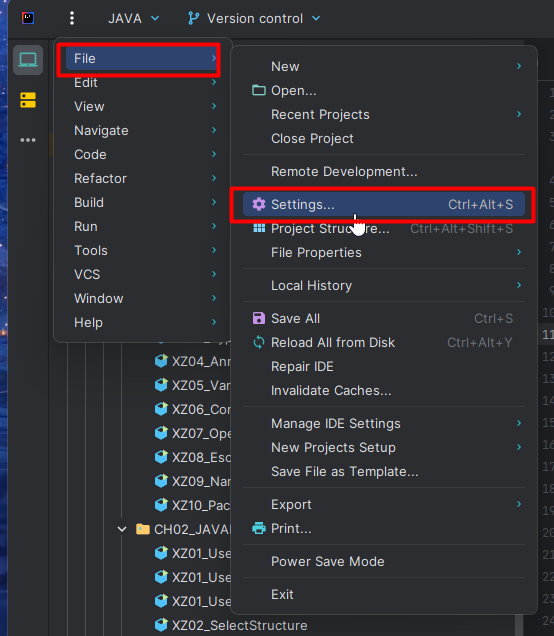 JAVA
Version control
File
Edit
View
Navigate
Code
Refactor
Build
Run
Tools
VCS
Window
Help
New
Open...
Recent Projects
Close Project
Remote Development...
Settings... Ctrl+Alt+S
Project Structure... Ctrl+Alt+Shift+S
File Properties
Local History
Save All Ctrl+S
Reload All from Disk Ctrl+Alt+Y
Repair IDE
Invalidate Caches...
Manage IDE Settings
New Projects Setup
Save File as Template...
Export
Print...
Power Save Mode
Exit
XZ04_Ann
XZ05_Var
XZ06_Con
XZ07_Ope
XZ08_Esc
XZ09_Nam
XZ10_Pac
CH02_JAVA
XZ01_Use
XZ01_Use
XZ01_Use
XZ02_SelectStructure